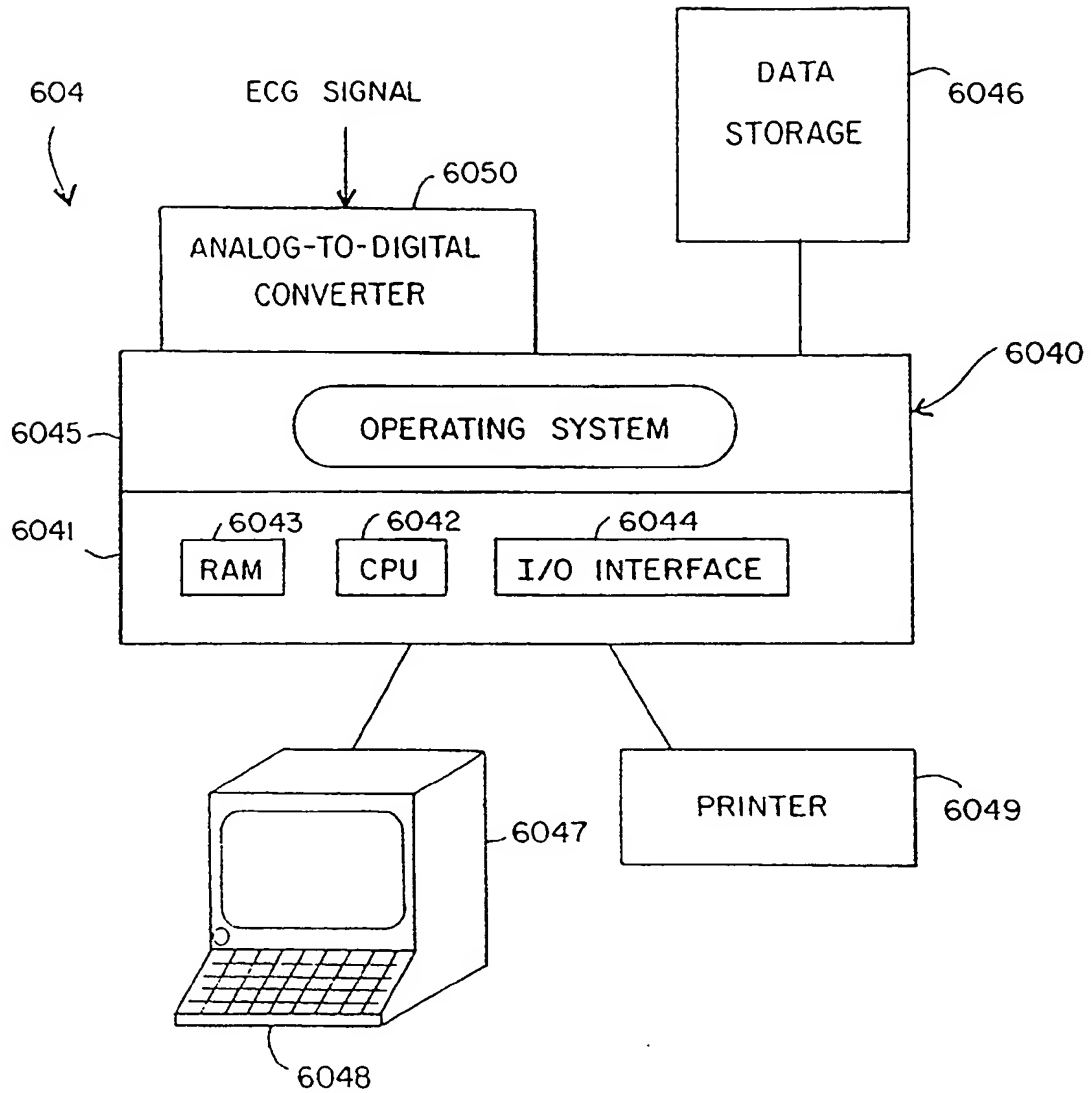 604
ECG SIGNAL
DATA
STORAGE
6046
6050
ANALOG-TO-DIGITAL
CONVERTER
6040
6045
OPERATING SYSTEM
6041
6043
6042
6044
RAM
CPU
I/O INTERFACE
6047
PRINTER
6049
6048